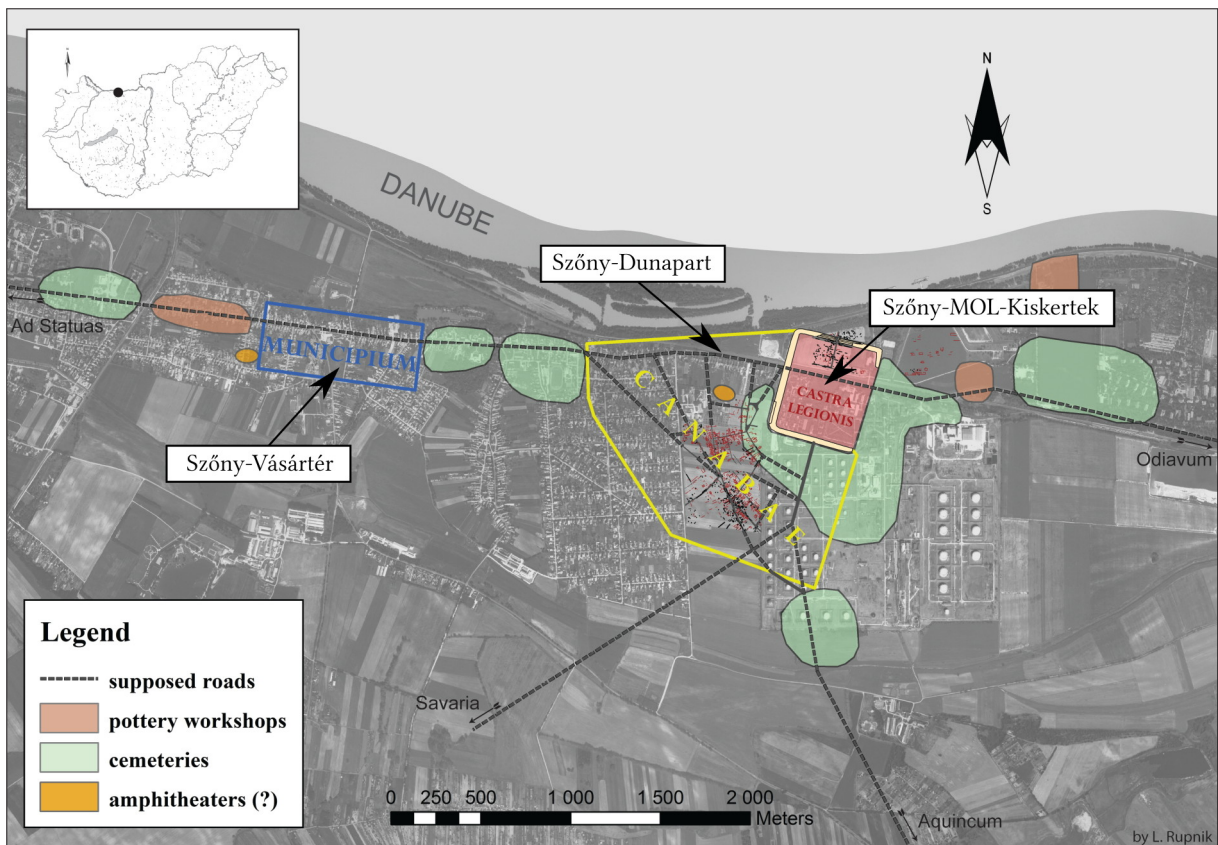 N
DANUBE
S
Szőny-Dunapart
Szőny-MOL-Kiskertek
Ad Statuas
MUNICIPIUM
CANABAE
CASTRA
LEGIONIS
Szőny-Vásártér
Odiavum
Legend
supposed roads
pottery workshops
cemeteries
amphitheaters (?)
Savaria
0 250 500 1 000 1 500 2 000
Meters
Aquincum
by L. Rupnik